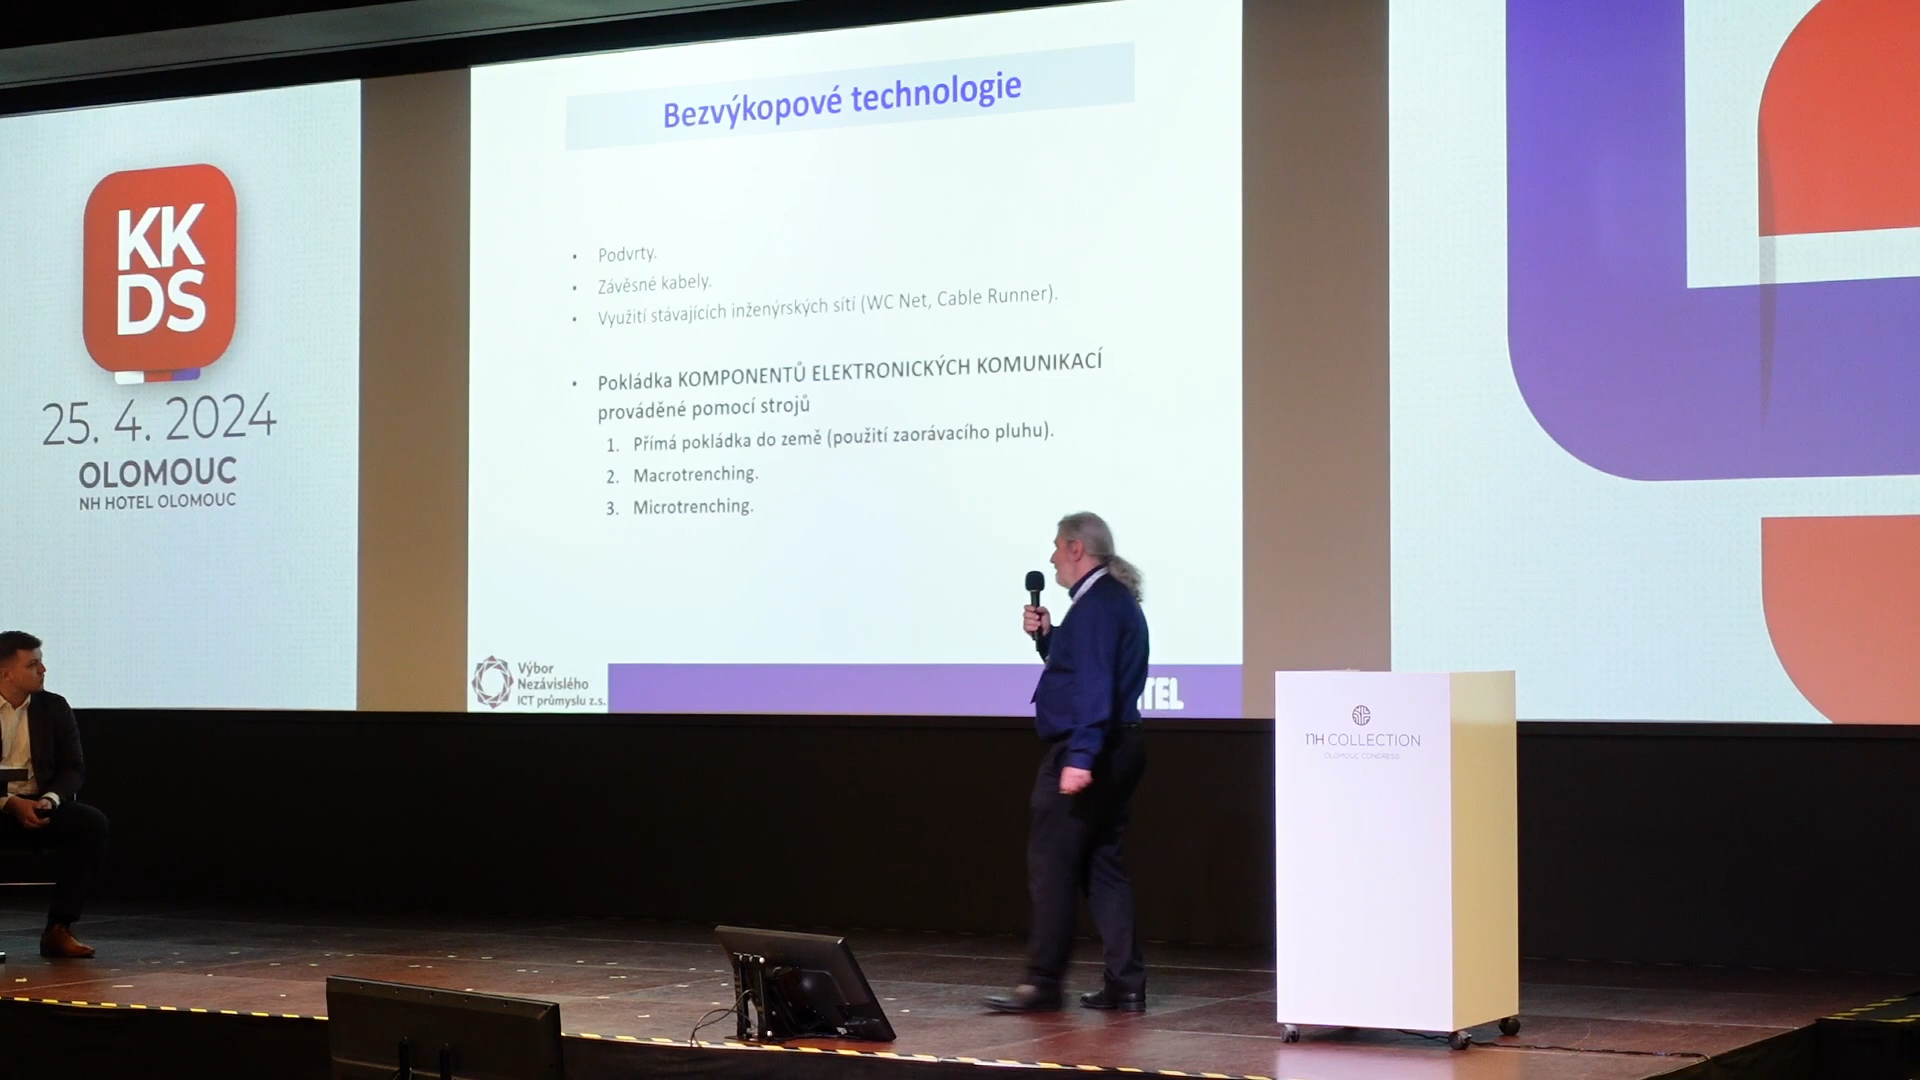 KK
DS
25. 4. 2024
OLOMOUC
NH HOTEL OLOMOUC
Bezvýkopové technologie
• Podvrty.
• Závěsné kabely.
• Využití stávajících inženýrských sítí (WC Net, Cable Runner).
• Pokládka KOMPONENTŮ ELEKTRONICKÝCH KOMUNIKACÍ
prováděné pomocí strojů
1. Přímá pokládka do země (použití zaorávacího pluhu).
2. Macrotrenching.
3. Microtrenching.
Výbor
Nezávislého
ICT průmyslu z.s.
NH COLLECTION
OLOMOUC CONGRESS